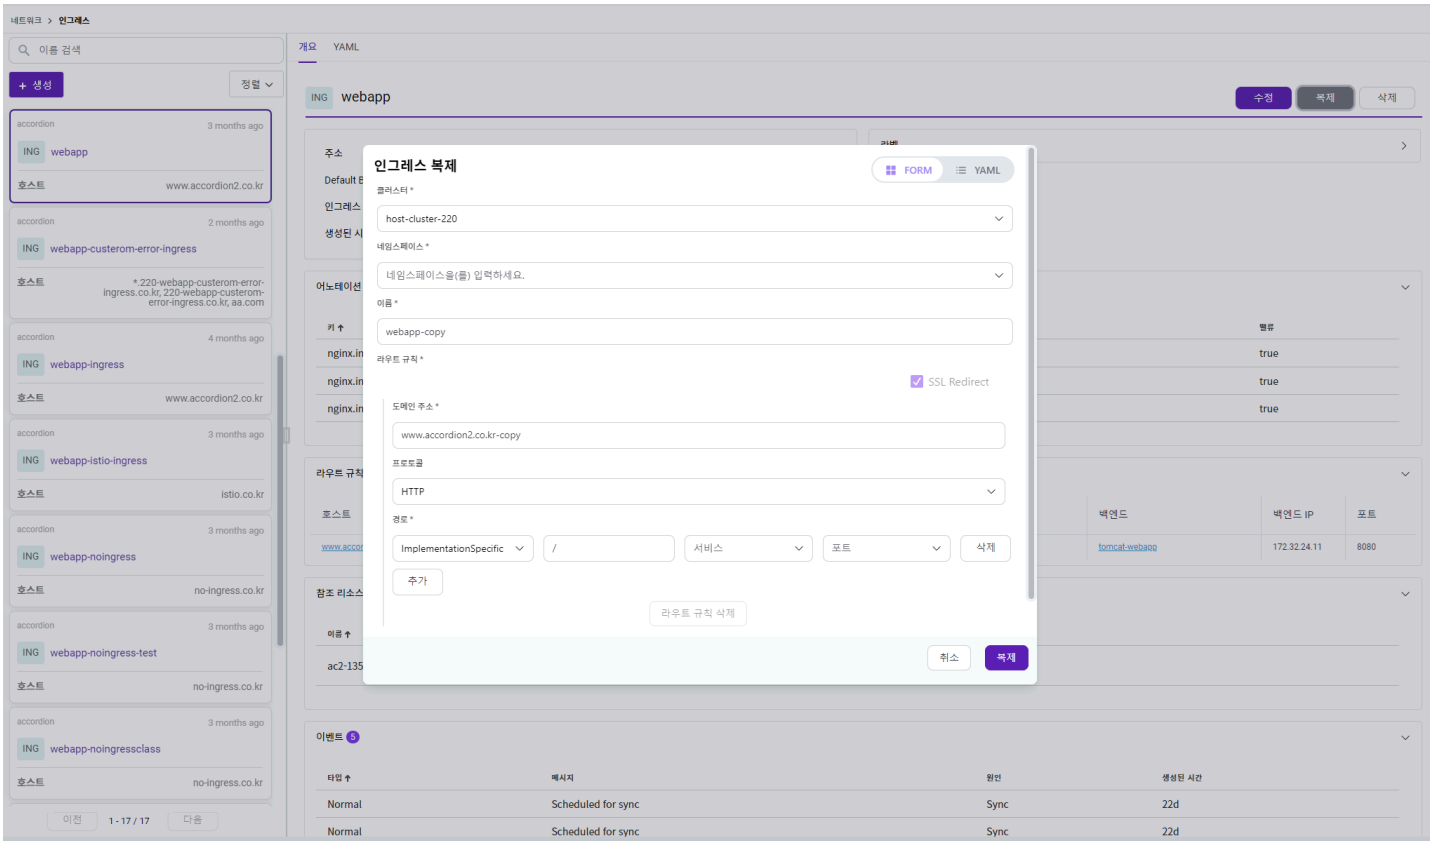 네트워크 > 인그레스
이름 검색
+ 생성
정렬
accordion
3 months ago
ING webapp
호스트
www.accordion2.co.kr
accordion
2 months ago
ING webapp-custerom-error-ingress
호스트
*.220-webapp-custerom-error-
ingress.co.kr, 220-webapp-custerom-
error-ingress.co.kr, aa.com
accordion
4 months ago
ING webapp-ingress
호스트
www.accordion2.co.kr
accordion
3 months ago
ING webapp-istio-ingress
호스트
istio.co.kr
accordion
3 months ago
ING webapp-noingress
호스트
no-ingress.co.kr
accordion
3 months ago
ING webapp-noingress-test
호스트
no-ingress.co.kr
accordion
3 months ago
ING webapp-noingressclass
호스트
no-ingress.co.kr
이전
1 - 17 / 17
다음
개요 YAML
ING webapp
수정 복제 삭제
주소
Default B
인그레스
생성된 시
어노테이션
키
밸류
nginx.in
true
nginx.in
true
nginx.in
true
라우트 규칙
호스트
백엔드
백엔드 IP
포트
www.accor
tomcat-webapp
172.32.24.11
8080
참조 리소스
이름
ac2-135
이벤트 5
타입
메시지
원인
생성된 시간
Normal
Scheduled for sync
Sync
22d
Normal
Scheduled for sync
Sync
22d
인그레스 복제
FORM YAML
클러스터 *
host-cluster-220
네임스페이스 *
네임스페이스을(를) 입력하세요.
이름 *
webapp-copy
라우트 규칙 *
SSL Redirect
도메인 주소 *
www.accordion2.co.kr-copy
프로토콜
HTTP
경로 *
ImplementationSpecific / 서비스 포트 삭제
추가
라우트 규칙 삭제
취소 복제